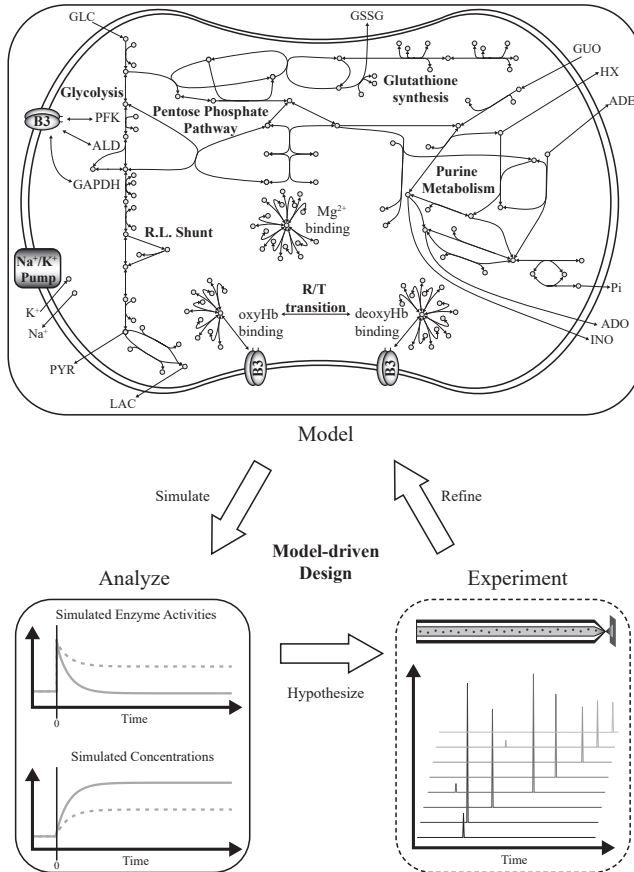 GLC
GSSG
GUO
HX
ADE
Glycolysis
Glutathione
synthesis
B3
PFK
Pentose Phosphate
Pathway
ALD
GAPDH
Purine
Metabolism
Mg²⁺
binding
R.L. Shunt
Na⁺/K⁺
Pump
R/T
transition
oxyHb
binding
deoxyHb
binding
K⁺
Na⁺
Pi
ADO
INO
PYR
LAC
B3
B3
Model
Simulate
Refine
Model-driven
Design
Analyze
Experiment
Simulated Enzyme Activities
0
Time
Hypothesize
Simulated Concentrations
0
Time
Time